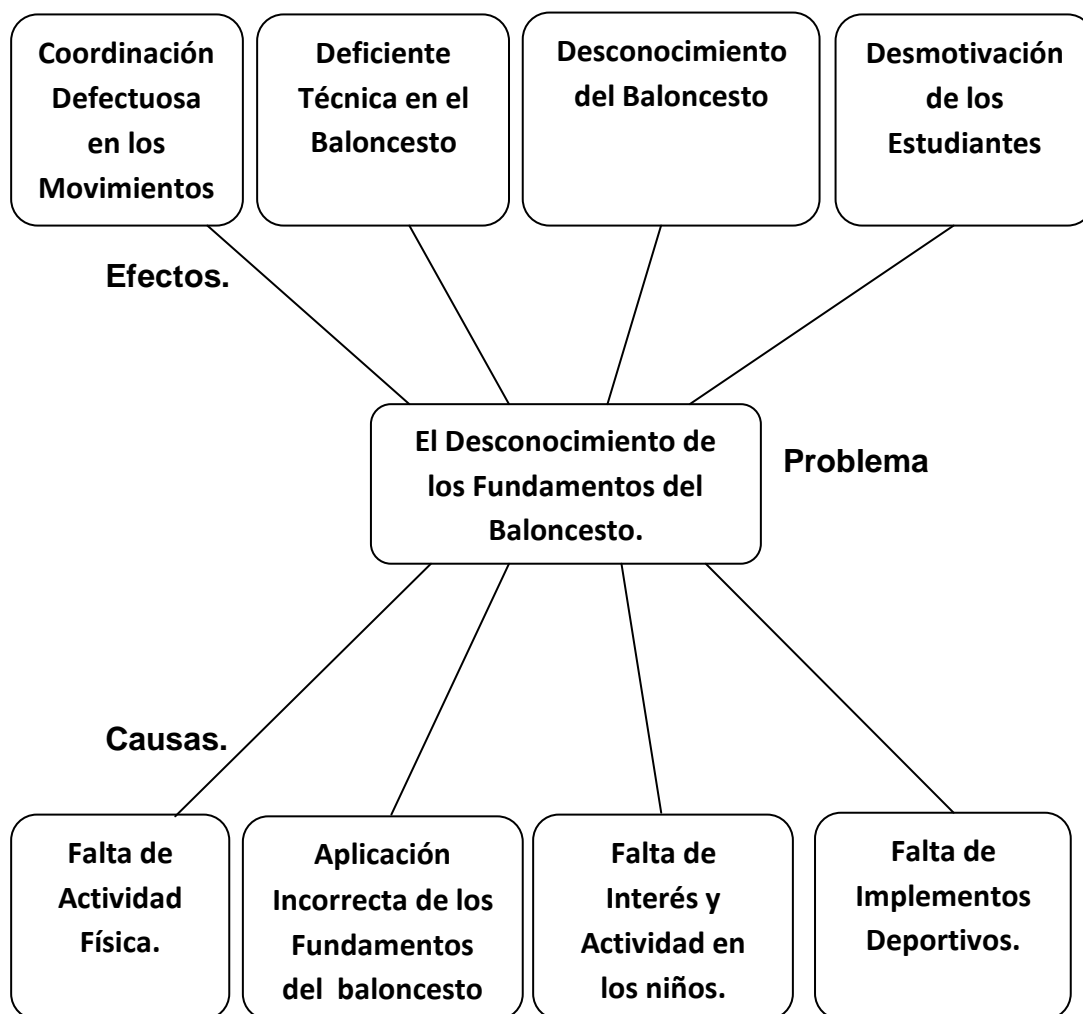 Coordinación
Defectuosa
en los
Movimientos
Deficiente
Técnica en el
Baloncesto
Desconocimiento
del Baloncesto
Desmotivación
de los
Estudiantes
Efectos.
El Desconocimiento de
los Fundamentos del
Baloncesto.
Problema
Causas.
Falta de
Actividad
Física.
Aplicación
Incorrecta de los
Fundamentos
del baloncesto
Falta de
Interés y
Actividad en
los niños.
Falta de
Implementos
Deportivos.